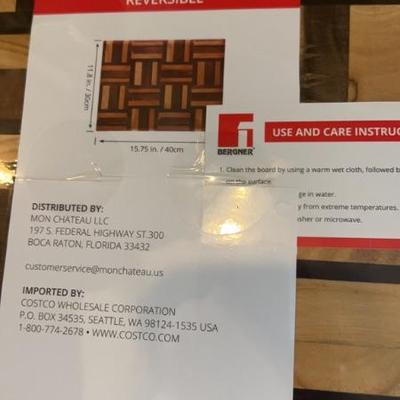 REVERSIBLE
11.8 in. / 30cm
15.75 in. / 40cm
BERGNER®
USE AND CARE INSTRUC
1. Clean the board by using a warm wet cloth, followed b
on the surface.
ge in water.
y from extreme temperatures.
sher or microwave.
DISTRIBUTED BY:
MON CHATEAU LLC
197 S. FEDERAL HIGHWAY ST.300
BOCA RATON, FLORIDA 33432
customerservice@monchateau.us
IMPORTED BY:
COSTCO WHOLESALE CORPORATION
P.O. BOX 34535, SEATTLE, WA 98124-1535 USA
1-800-774-2678 • WWW.COSTCO.COM